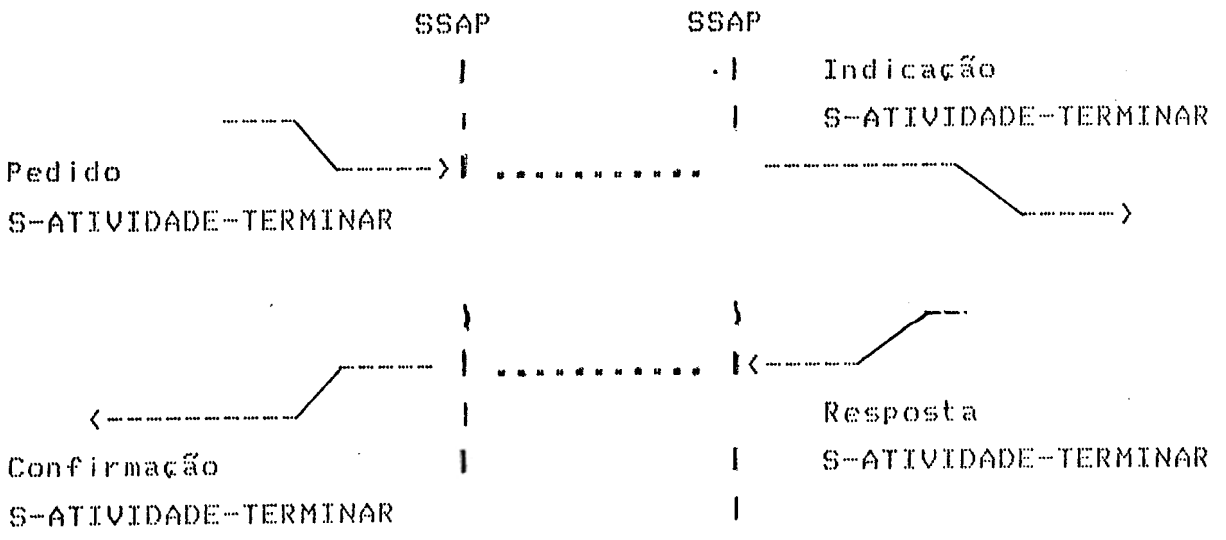 SSAP SSAP
Indicação
S-ATIVIDADE-TERMINAR
Pedido
S-ATIVIDADE-TERMINAR
Resposta
S-ATIVIDADE-TERMINAR
Confirmação
S-ATIVIDADE-TERMINAR